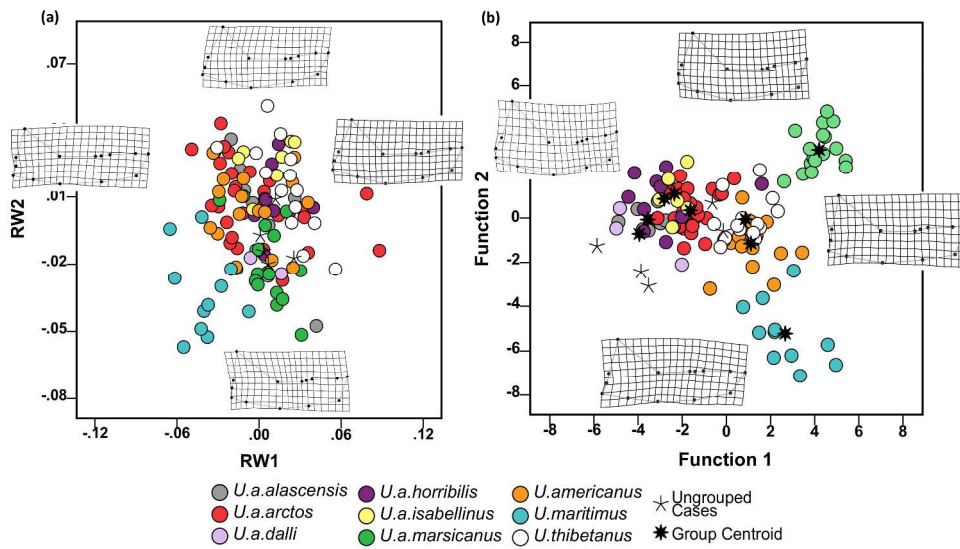 (a)
(b)
.07
.01
-.02
-.05
-.08
RW2
-.12
-.06
.00
.06
.12
RW1
8
6
2
0
-2
-4
-6
-8
Function 2
-8
-6
-4
-2
0
2
4
6
8
Function 1
U.a.alascensis
U.a.horribilis
U.americanus
Ungrouped Cases
U.a.arctos
U.a.isabellinus
U.maritimus
Group Centroid
U.a.dalli
U.a.marsicanus
U.thibetanus